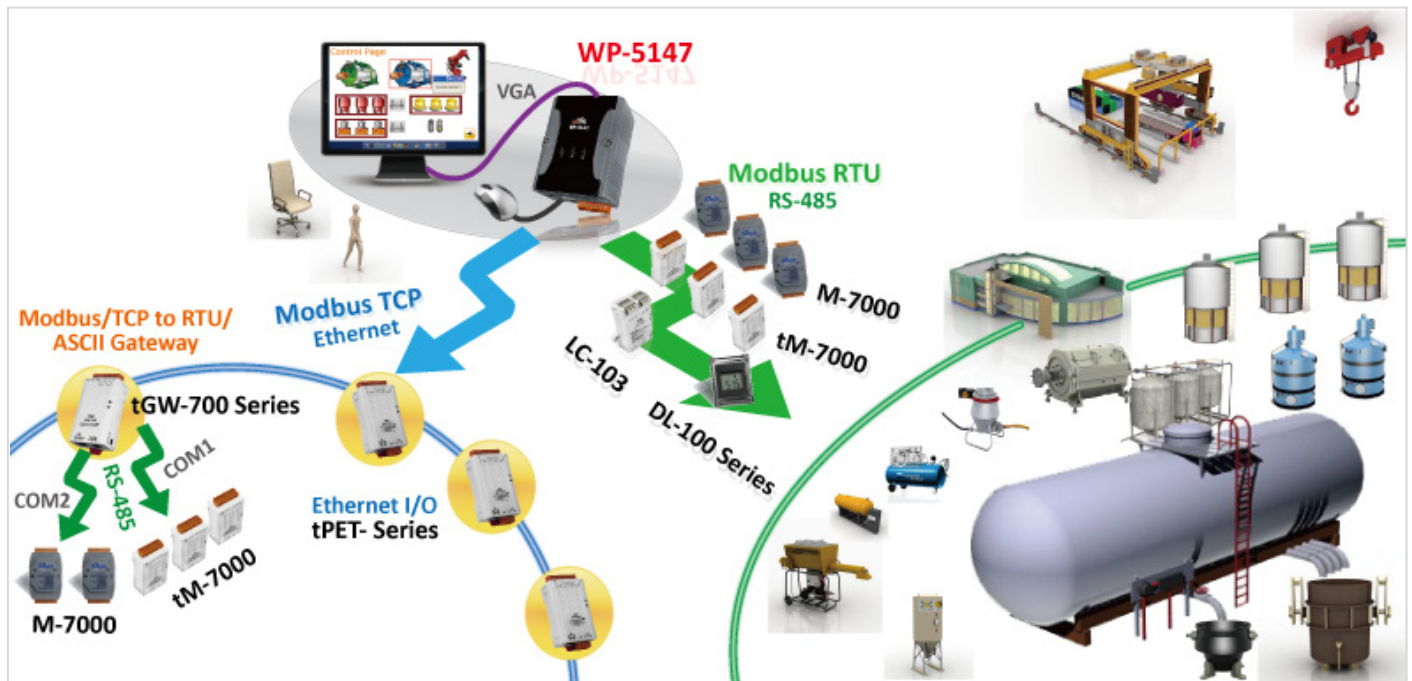 Control Page
WP-5147
VGA
Modbus RTU
RS-485
M-7000
tM-7000
LC-103
DL-100 Series
Modbus TCP
Ethernet
Modbus/TCP to RTU/
ASCII Gateway
tGW-700 Series
COM1
COM2
RS-485
M-7000
tM-7000
Ethernet I/O
tPET- Series